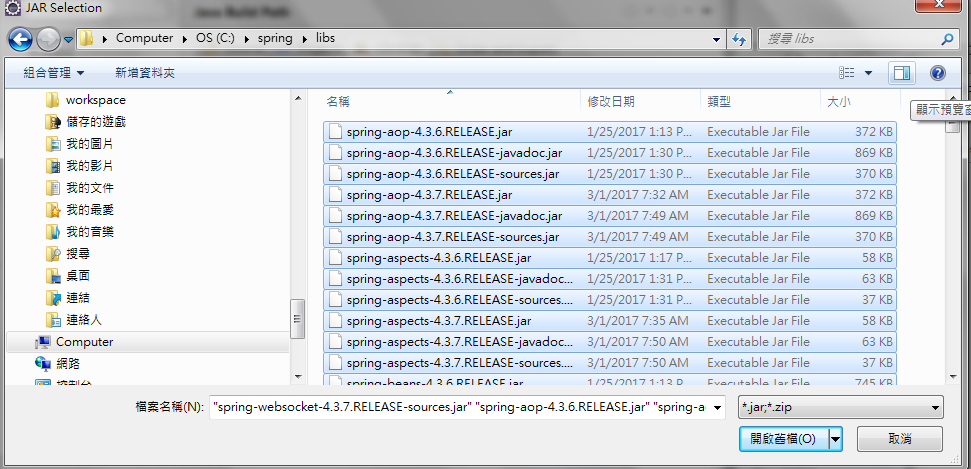 JAR Selection
Java Build Path
Computer ▸ OS (C:) ▸ spring ▸ libs
搜尋 libs
組合管理 ▾ 新增資料夾
名稱 修改日期 類型 大小
顯示預覽窗
workspace
儲存的遊戲
我的圖片
我的影片
我的文件
我的最愛
我的音樂
搜尋
桌面
連結
連絡人
Computer
網路
控制台
spring-aop-4.3.6.RELEASE.jar 1/25/2017 1:13 P... Executable Jar File 372 KB
spring-aop-4.3.6.RELEASE-javadoc.jar 1/25/2017 1:30 P... Executable Jar File 869 KB
spring-aop-4.3.6.RELEASE-sources.jar 1/25/2017 1:30 P... Executable Jar File 370 KB
spring-aop-4.3.7.RELEASE.jar 3/1/2017 7:32 AM Executable Jar File 372 KB
spring-aop-4.3.7.RELEASE-javadoc.jar 3/1/2017 7:49 AM Executable Jar File 869 KB
spring-aop-4.3.7.RELEASE-sources.jar 3/1/2017 7:49 AM Executable Jar File 370 KB
spring-aspects-4.3.6.RELEASE.jar 1/25/2017 1:17 P... Executable Jar File 58 KB
spring-aspects-4.3.6.RELEASE-javadoc... 1/25/2017 1:31 P... Executable Jar File 63 KB
spring-aspects-4.3.6.RELEASE-sources.... 1/25/2017 1:31 P... Executable Jar File 37 KB
spring-aspects-4.3.7.RELEASE.jar 3/1/2017 7:35 AM Executable Jar File 58 KB
spring-aspects-4.3.7.RELEASE-javadoc... 3/1/2017 7:50 AM Executable Jar File 63 KB
spring-aspects-4.3.7.RELEASE-sources.... 3/1/2017 7:50 AM Executable Jar File 37 KB
spring-beans-4.3.6.RELEASE.jar 1/25/2017 1:13 P... Executable Jar File 745 KB
檔案名稱(N): "spring-websocket-4.3.7.RELEASE-sources.jar" "spring-aop-4.3.6.RELEASE.jar" "spring-a
*.jar;*.zip
開啟舊檔(O) 取消